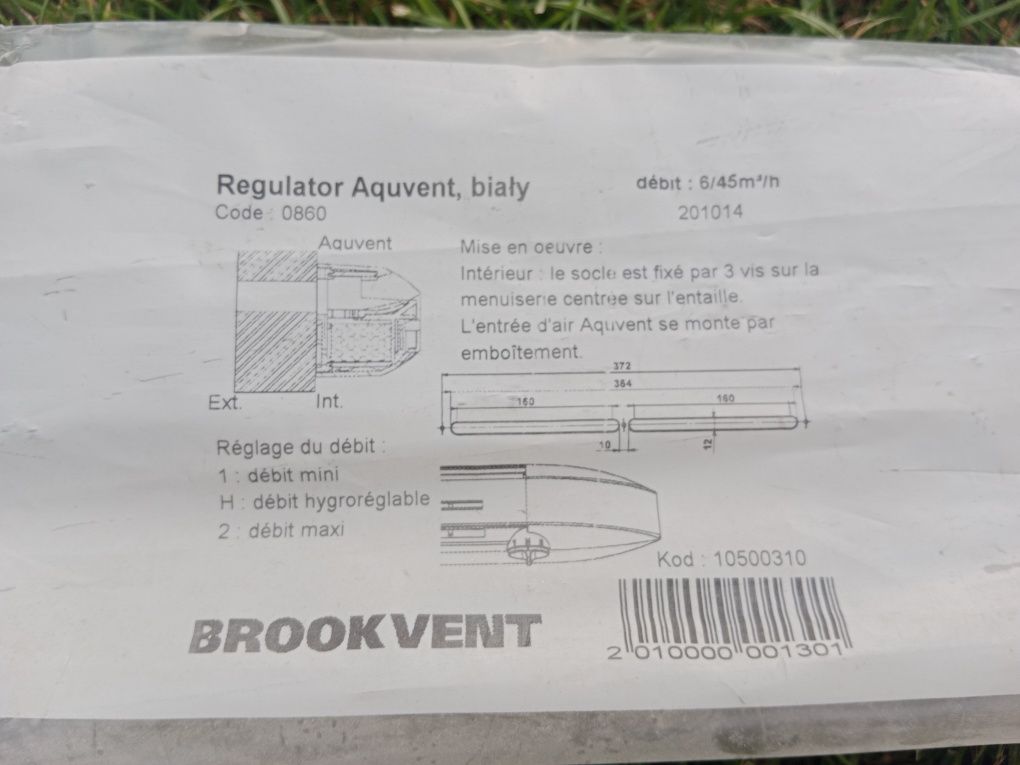 Regulator Aquvent, biały
débit : 6/45m³/h
Code : 0860
201014
Aquvent
Ext.
Int.
Mise en oeuvre :
Intérieur : le socle est fixé par 3 vis sur la
menuiserie centrée sur l'entaille.
L'entrée d'air Aquvent se monte par
emboîtement.
372
364
160
160
10
12
Réglage du débit :
1 : débit mini
H : débit hygroréglable
2 : débit maxi
1 H 2
Kod : 10500310
BROOKVENT
2 010000 001301